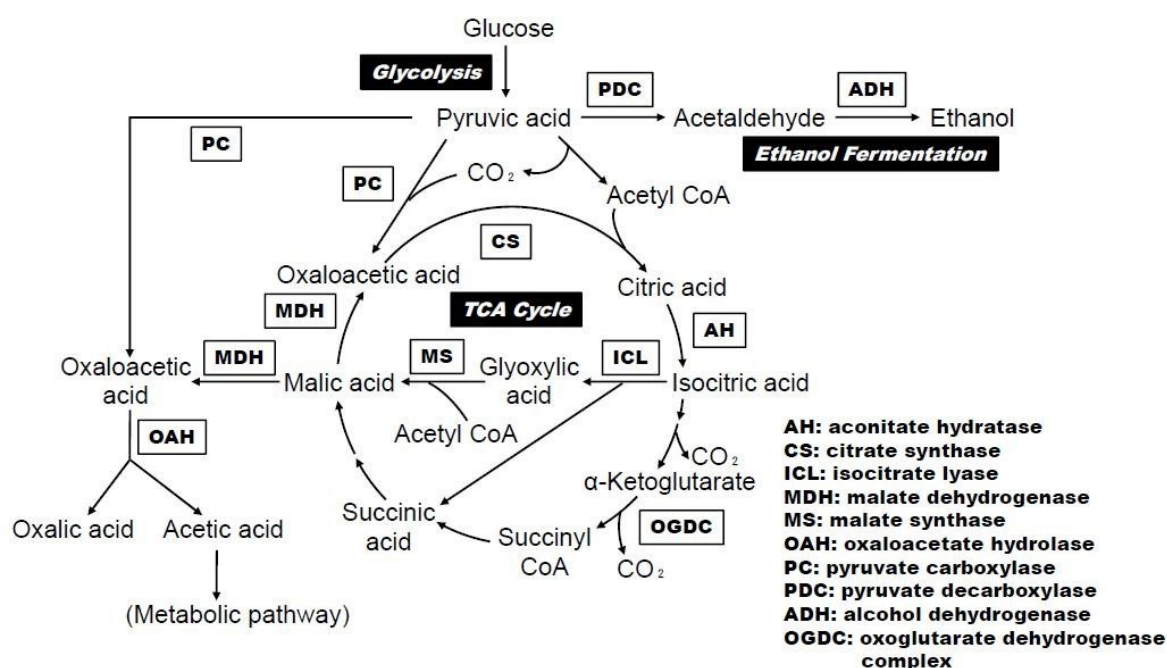 Glucose
Glycolysis
PDC
ADH
Pyruvic acid
Acetaldehyde
Ethanol
PC
Ethanol Fermentation
PC
CO₂
Acetyl CoA
CS
Oxaloacetic acid
Citric acid
MDH
TCA Cycle
AH
Oxaloacetic
acid
MDH
Malic acid
MS
Glyoxylic
acid
ICL
Isocitric acid
OAH
Acetyl CoA
CO₂
α-Ketoglutarate
Oxalic acid
Acetic acid
Succinic
acid
Succinyl
CoA
OGDC
CO₂
(Metabolic pathway)
AH: aconitate hydratase
CS: citrate synthase
ICL: isocitrate lyase
MDH: malate dehydrogenase
MS: malate synthase
OAH: oxaloacetate hydrolase
PC: pyruvate carboxylase
PDC: pyruvate decarboxylase
ADH: alcohol dehydrogenase
OGDC: oxoglutarate dehydrogenase
complex